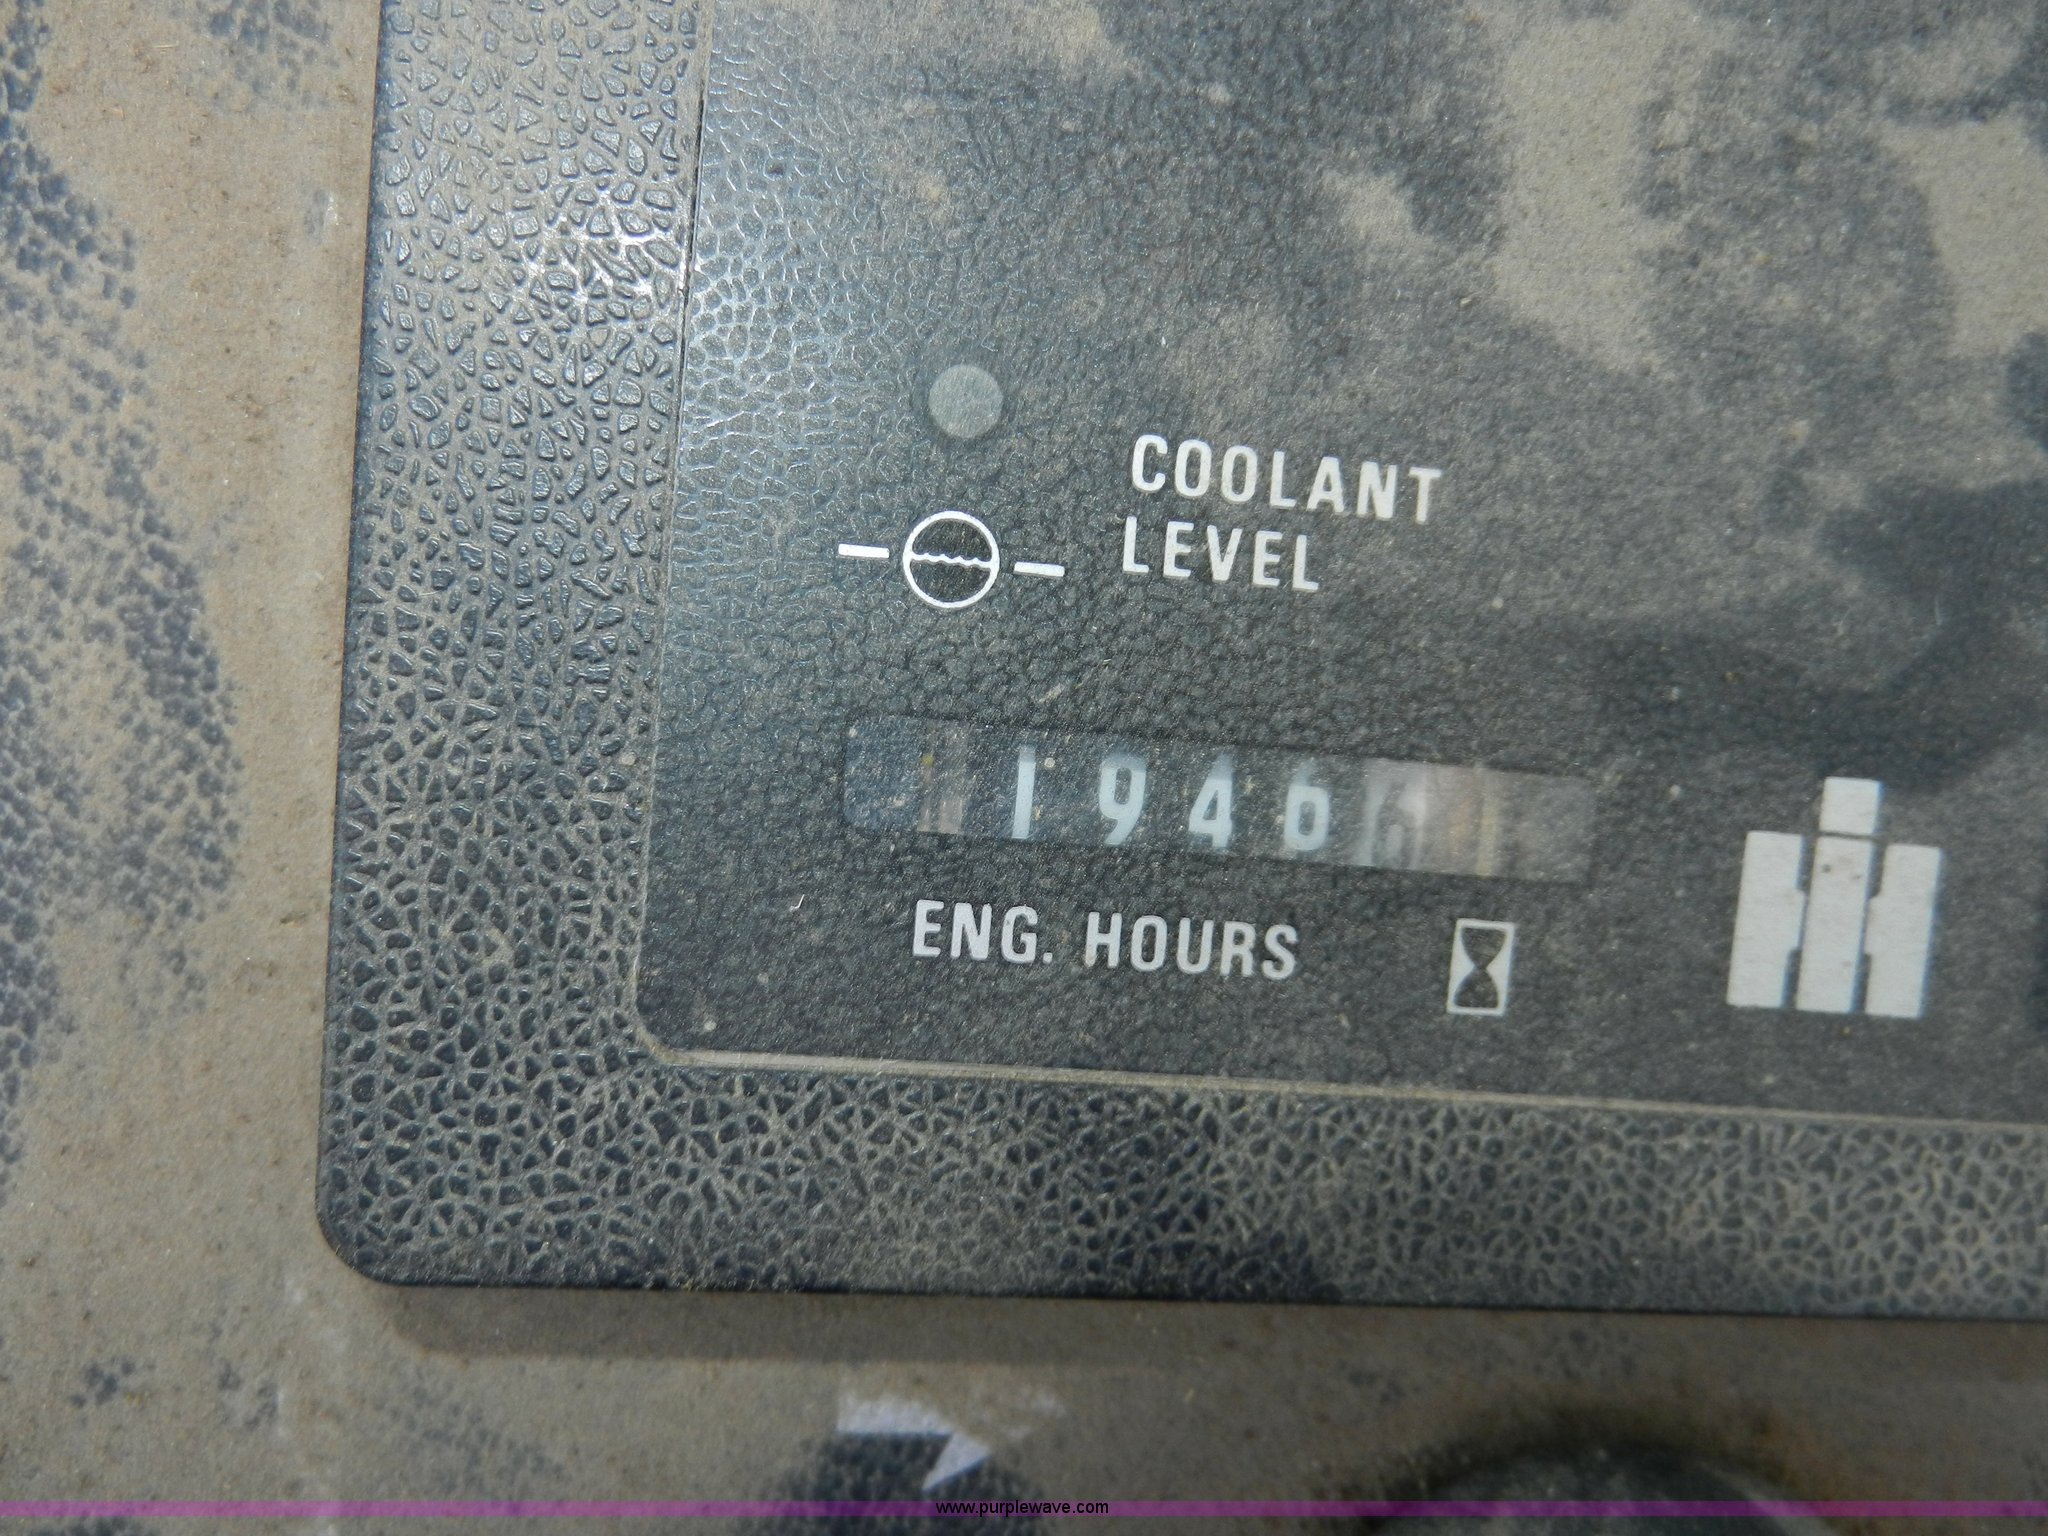 COOLANT
LEVEL
1946
ENG. HOURS
www.purplewave.com